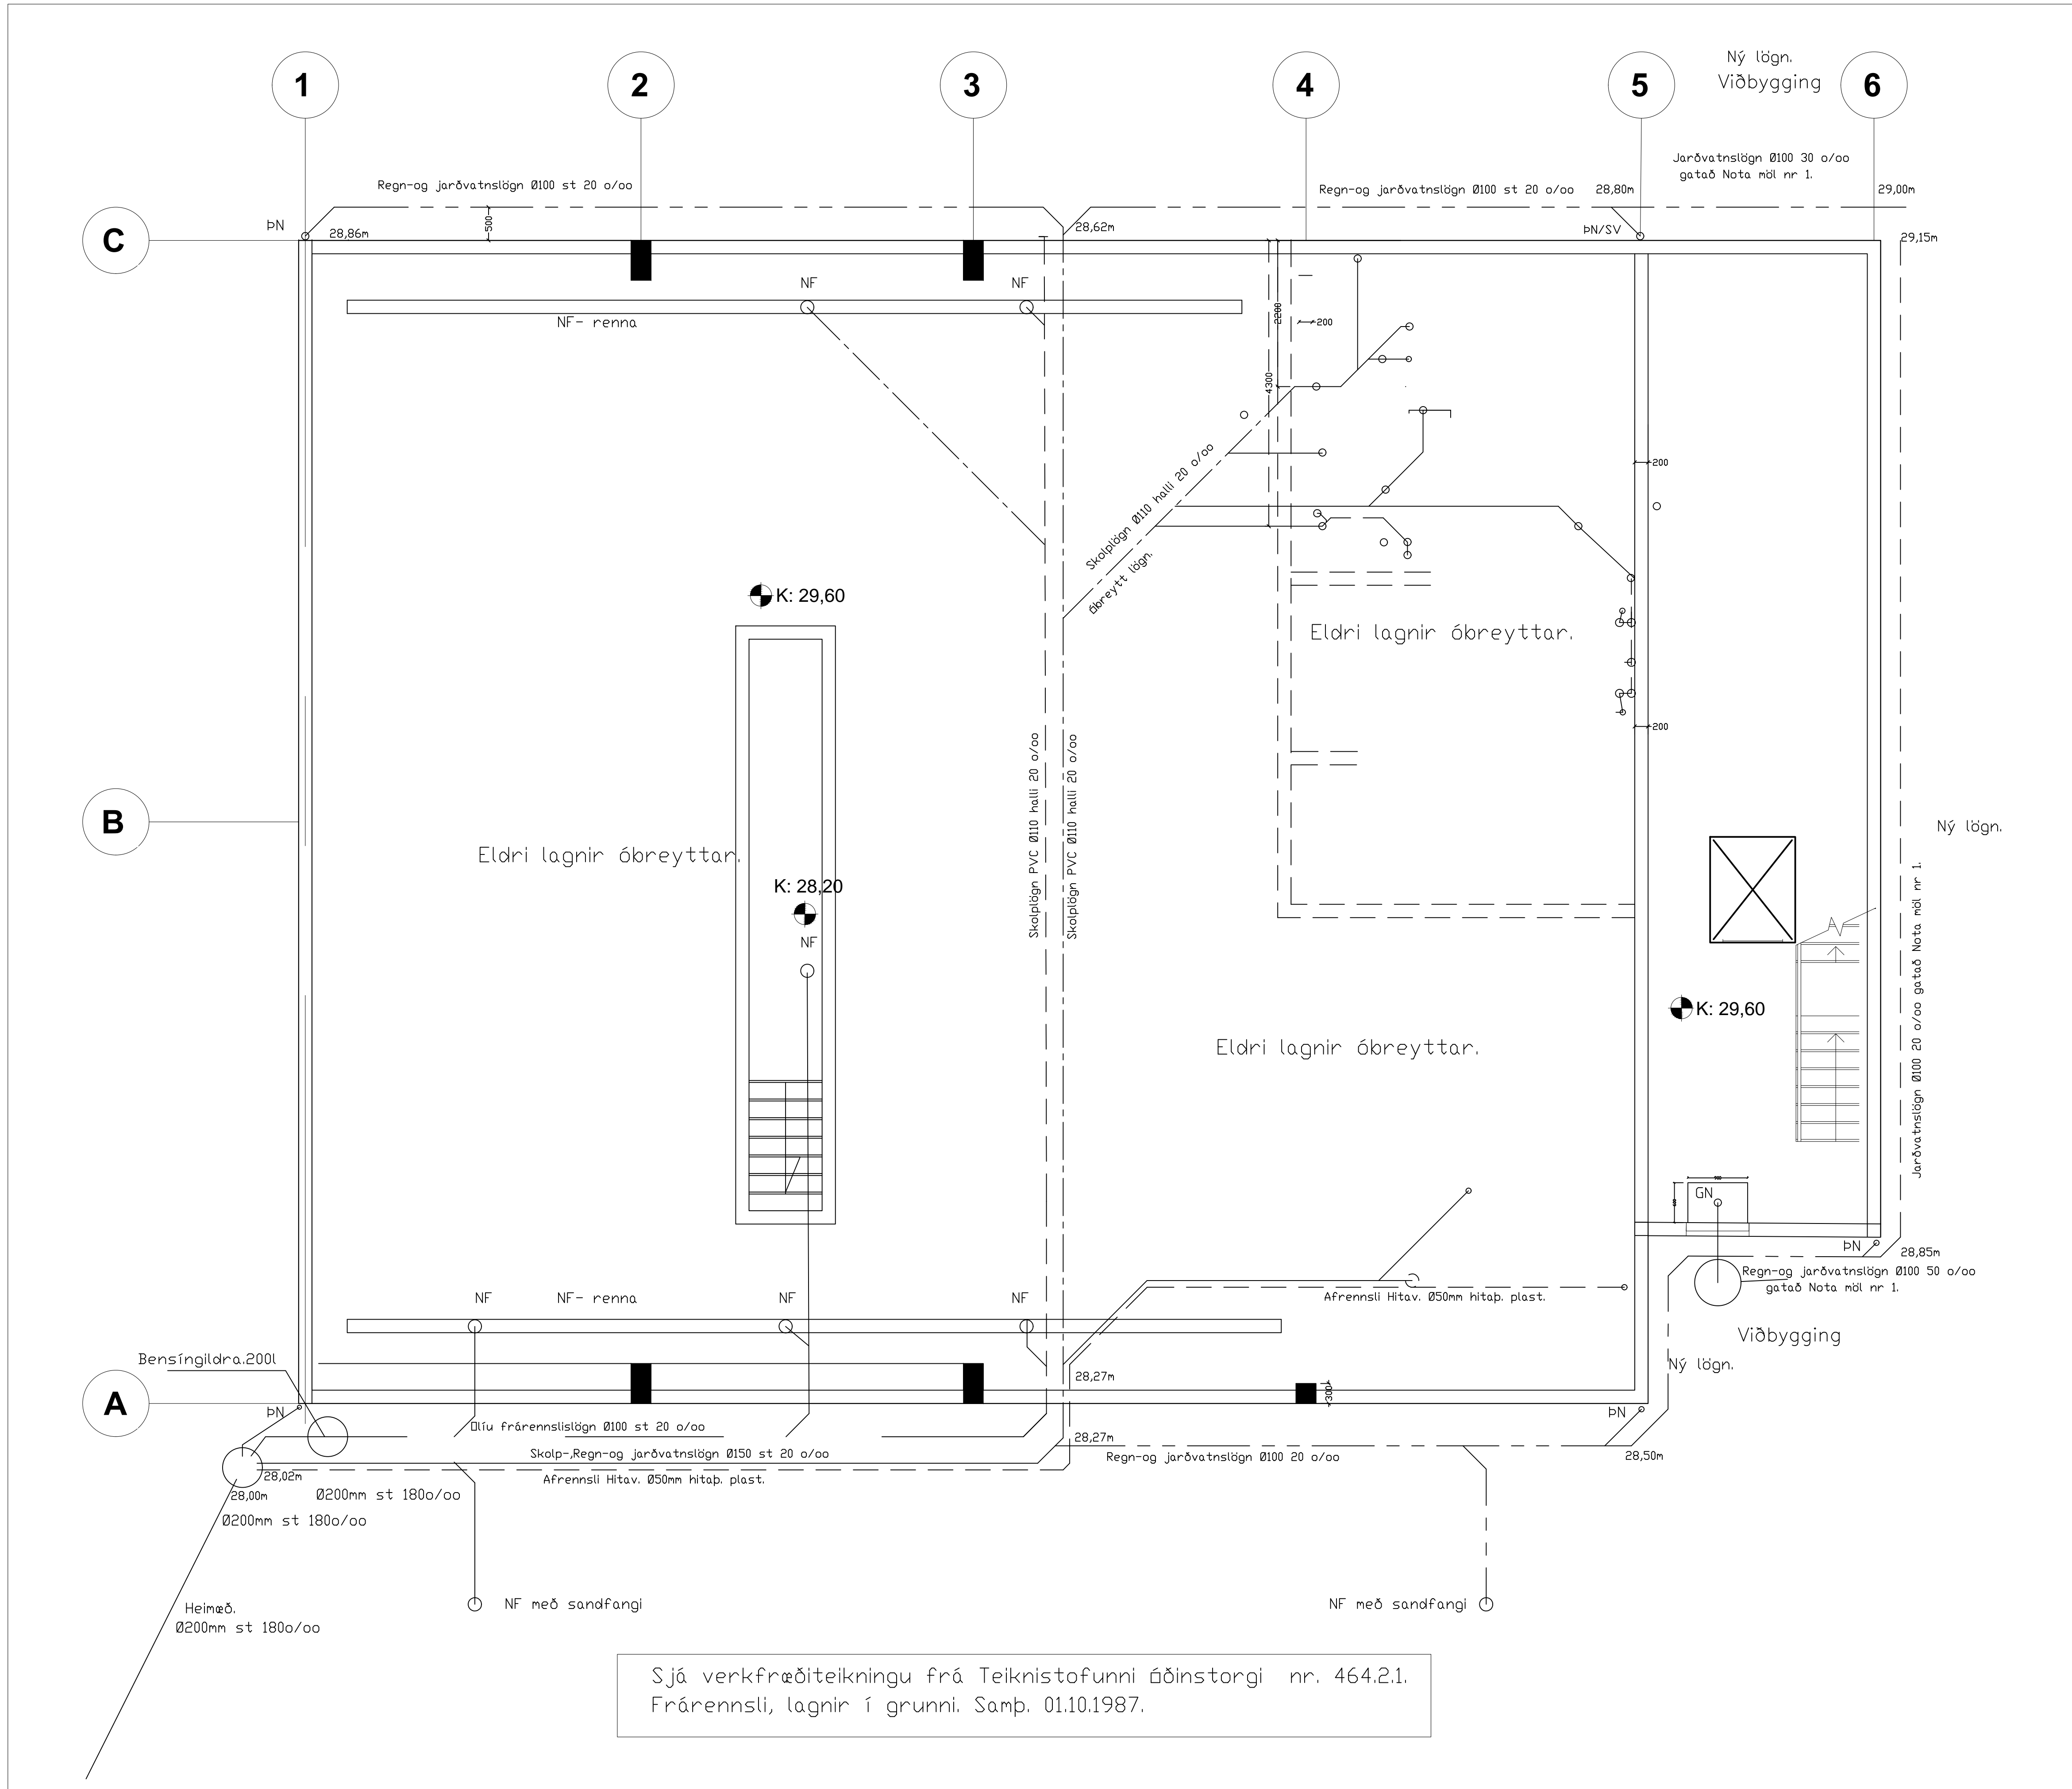 Ný lögn.
Viðbygging
1
2
3
4
5
6
Jarðvatnslögn Ø100 30 o/oo
gatað Nota möl nr 1.
Regn-og jarðvatnslögn Ø100 st 20 o/oo
Regn-og jarðvatnslögn Ø100 st 20 o/oo
28,80m
29,00m
ÞN
28,86m
500
28,62m
ÞN/SV
29,15m
C
NF
NF
NF- renna
2200
200
4300
Skolplögn Ø110 halli 20 o/oo
óbreytt lögn.
200
K: 29,60
Eldri lagnir óbreyttar.
200
Skolplögn PVC Ø110 halli 20 o/oo
Skolplögn PVC Ø110 halli 20 o/oo
B
Ný lögn.
Eldri lagnir óbreyttar.
K: 28,20
NF
Jarðvatnslögn Ø100 20 o/oo gatað Nota möl nr 1.
K: 29,60
Eldri lagnir óbreyttar.
GN
ÞN
28,85m
Regn-og jarðvatnslögn Ø100 50 o/oo
gatað Nota möl nr 1.
NF
NF- renna
NF
NF
Afrennsli Hitav. Ø50mm hitaþ. plast.
Viðbygging
Ný lögn.
Bensíngildra.200l
28,27m
300
A
ÞN
ÞN
líu frárennslislögn Ø100 st 20 o/oo
28,27m
Skolp-,Regn-og jarðvatnslögn Ø150 st 20 o/oo
Regn-og jarðvatnslögn Ø100 20 o/oo
28,50m
28,02m
Afrennsli Hitav. Ø50mm hitaþ. plast.
28,00m
Ø200mm st 180o/oo
Ø200mm st 180o/oo
Heimæð.
Ø200mm st 180o/oo
NF með sandfangi
NF með sandfangi
Sjá verkfræðiteikningu frá Teiknistofunni ðinstorgi nr. 464.2.1.
Frárennsli, lagnir í grunni. Samþ. 01.10.1987.